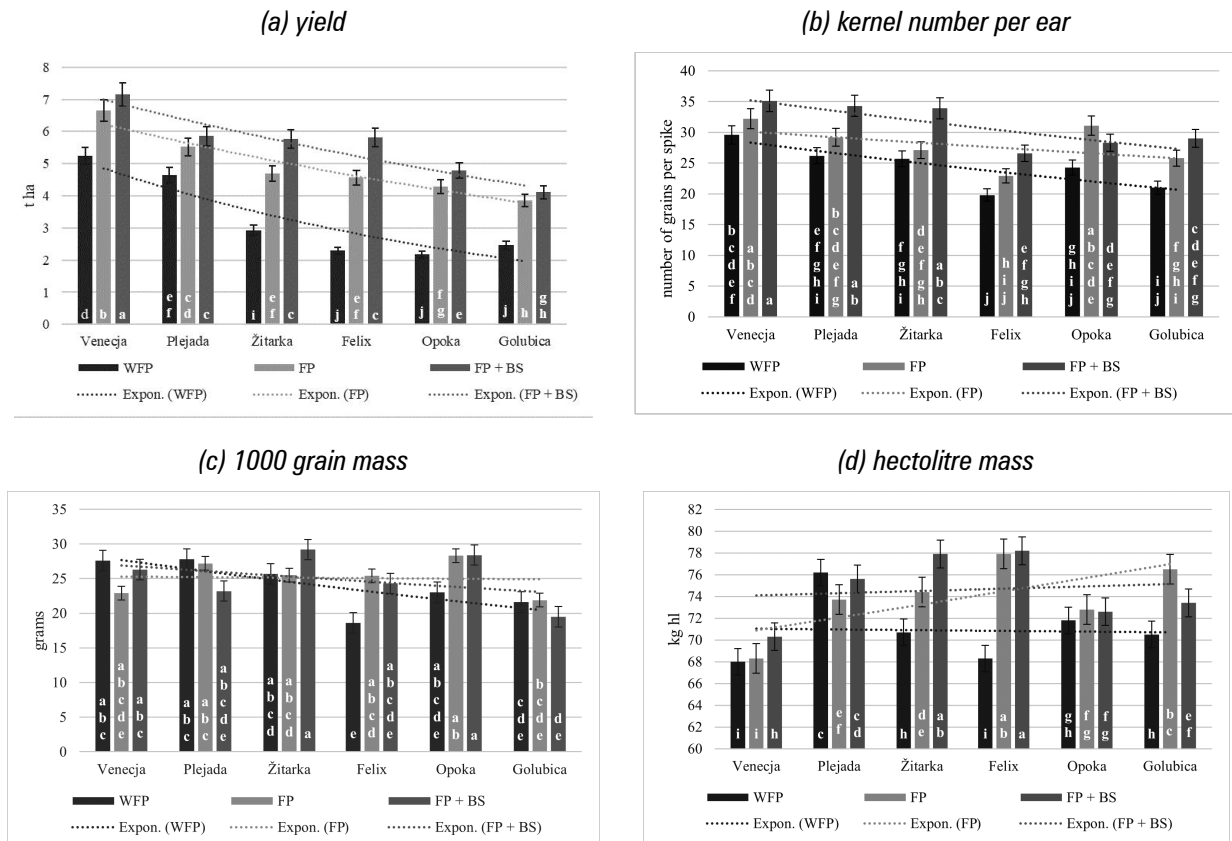 (a) yield
8
7
6
5
4
3
2
1
0
t ha
d b a
e f
c d
c
i
e f
c
j
e f
c
j
f g
e
j
h
g h
Venecja Plejada Žitarka Felix Opoka Golubica
WFP FP FP + BS
Expon. (WFP) Expon. (FP) Expon. (FP + BS)
(b) kernel number per ear
40
35
30
25
20
15
10
5
0
number of grains per spike
b c d e f
a b c d
a
e f g h i
b c d e f g
a b
f g h i
d e f g h
a b c
j
h i j
e f g h
g h i j
a b c d e
d e f g
i j
f g h i
c d e f g
Venecja Plejada Žitarka Felix Opoka Golubica
WFP FP FP + BS
Expon. (WFP) Expon. (FP) Expon. (FP + BS)
(c) 1000 grain mass
35
30
25
20
15
10
5
0
grams
a b c
a b c d e
a b c
a b c
a b c
a b c d e
a b c d
a b c d
a
e
a b c d
a b c d e
a b c d e
a b
a
c d e
b c d e
d e
Venecja Plejada Žitarka Felix Opoka Golubica
WFP FP FP + BS
Expon. (WFP) Expon. (FP) Expon. (FP + BS)
(d) hectolitre mass
82
80
78
76
74
72
70
68
66
64
62
60
kg hl
i i h
c
e f
c d
h
d e
a b
i
a b
a
g h
f g
f g
h
b c
e f
Venecja Plejada Žitarka Felix Opoka Golubica
WFP FP FP + BS
Expon. (WFP) Expon. (FP) Expon. (FP + BS)